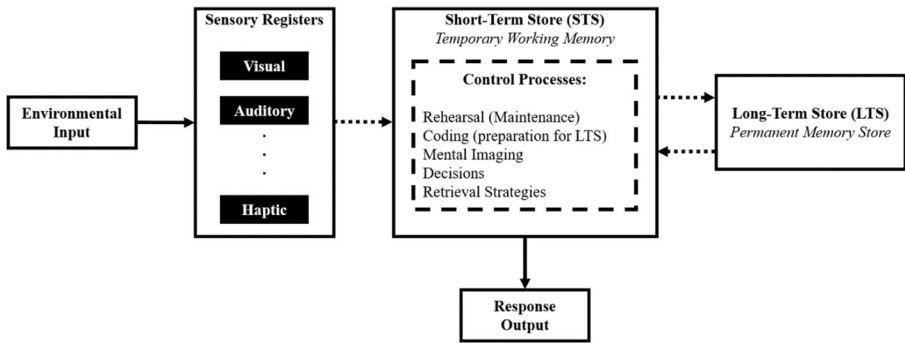 Environmental
Input
Sensory Registers
Visual
Auditory
Haptic
Short-Term Store (STS)
Temporary Working Memory
Control Processes:
Rehearsal (Maintenance)
Coding (preparation for LTS)
Mental Imaging
Decisions
Retrieval Strategies
Long-Term Store (LTS)
Permanent Memory Store
Response
Output